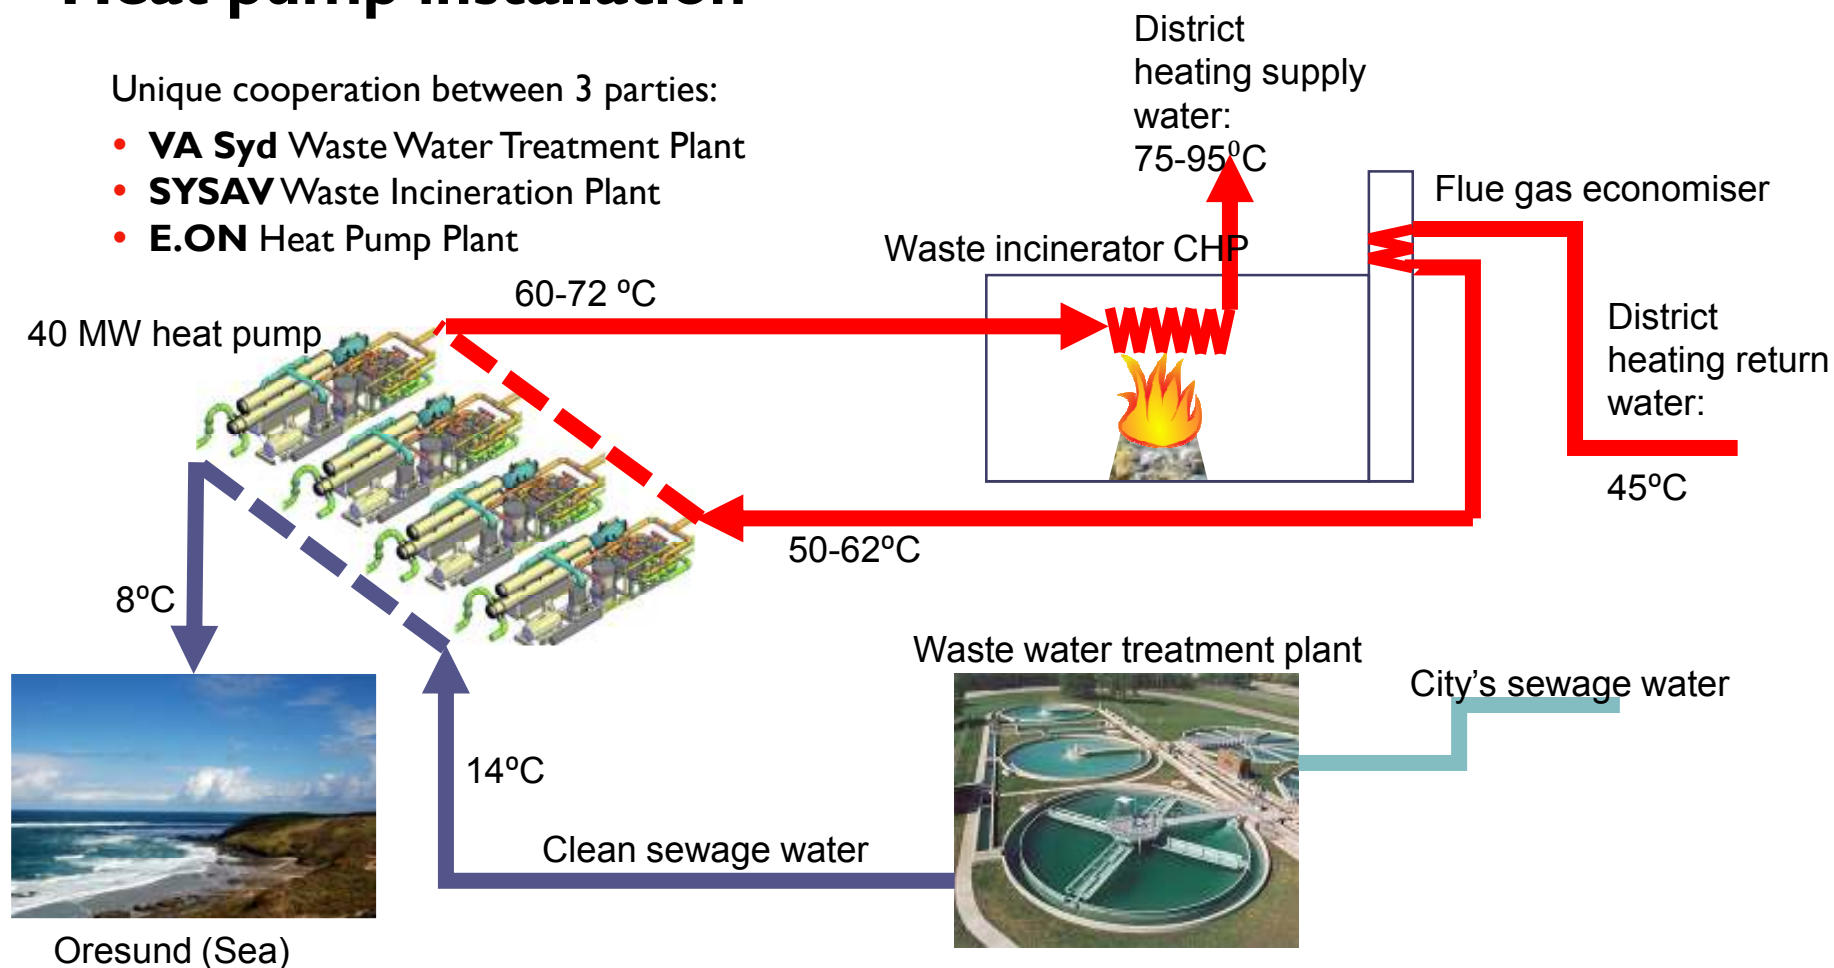 Heat pump installation
Unique cooperation between 3 parties:
• VA Syd Waste Water Treatment Plant
• SYSAV Waste Incineration Plant
• E.ON Heat Pump Plant
District
heating supply
water:
75-95⁰C
Flue gas economiser
Waste incinerator CHP
60-72 ºC
40 MW heat pump
District
heating return
water:
45ºC
50-62ºC
8ºC
Waste water treatment plant
City’s sewage water
14ºC
Clean sewage water
Oresund (Sea)